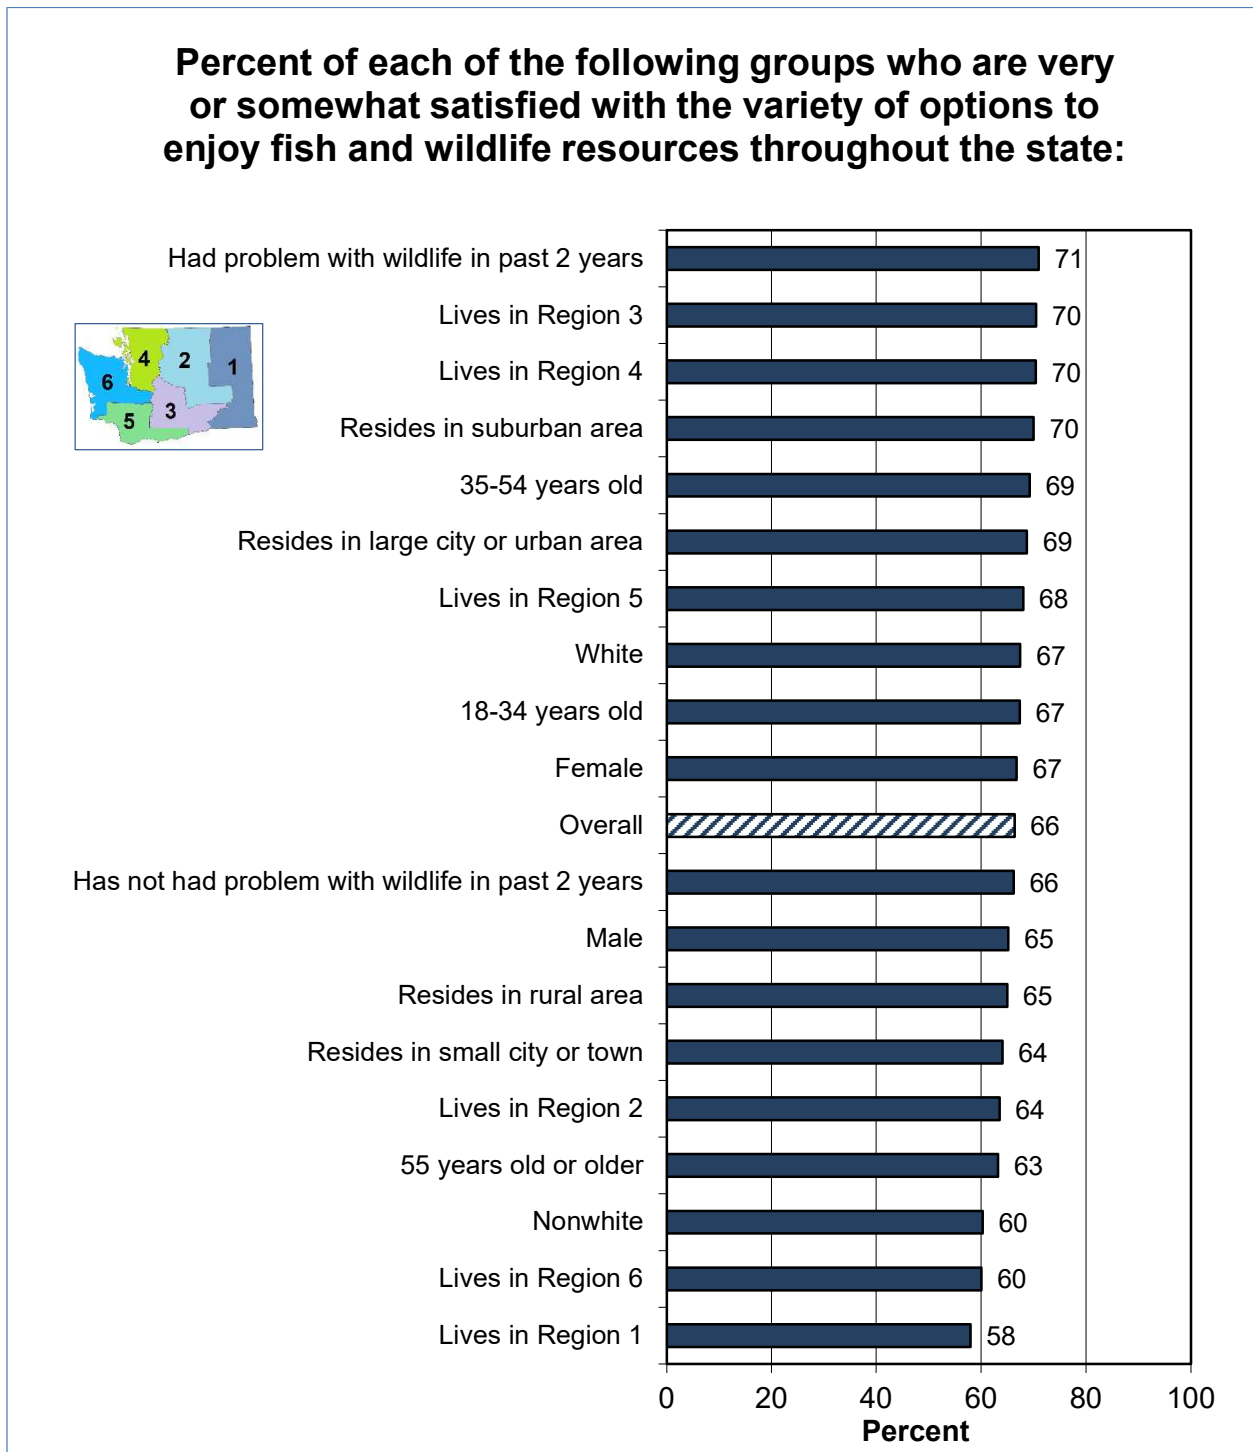 Percent of each of the following groups who are very
or somewhat satisfied with the variety of options to
enjoy fish and wildlife resources throughout the state:
Had problem with wildlife in past 2 years 71
Lives in Region 3 70
Lives in Region 4 70
Resides in suburban area 70
35-54 years old 69
Resides in large city or urban area 69
Lives in Region 5 68
White 67
18-34 years old 67
Female 67
Overall 66
Has not had problem with wildlife in past 2 years 66
Male 65
Resides in rural area 65
Resides in small city or town 64
Lives in Region 2 64
55 years old or older 63
Nonwhite 60
Lives in Region 6 60
Lives in Region 1 58
0 20 40 60 80 100
Percent
4 2 1
6
3
5